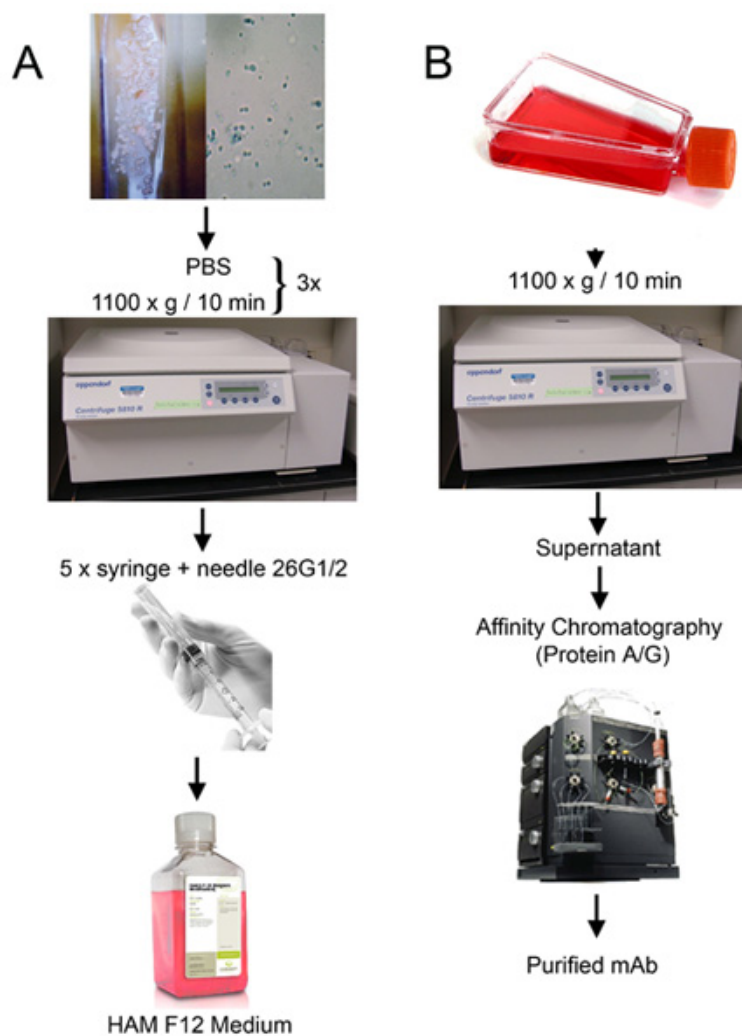 A
PBS
1100 x g / 10 min
3x
eppendorf
Centrifuge 5810 R
5 x syringe + needle 26G1/2
HAM F12 Medium
B
1100 x g / 10 min
eppendorf
Centrifuge 5810 R
Supernatant
Affinity Chromatography
(Protein A/G)
Purified mAb